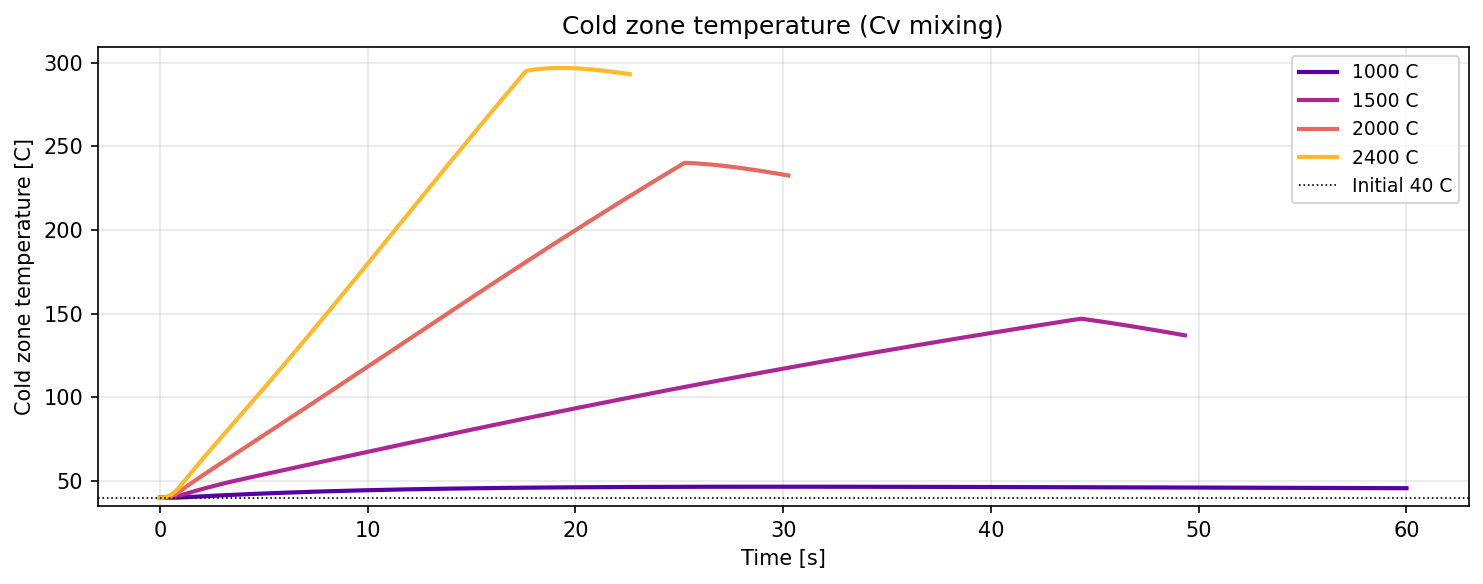 Cold zone temperature (Cv mixing)
Cold zone temperature [C]
300
250
200
150
100
50
0
10
20
30
40
50
60
Time [s]
1000 C
1500 C
2000 C
2400 C
Initial 40 C